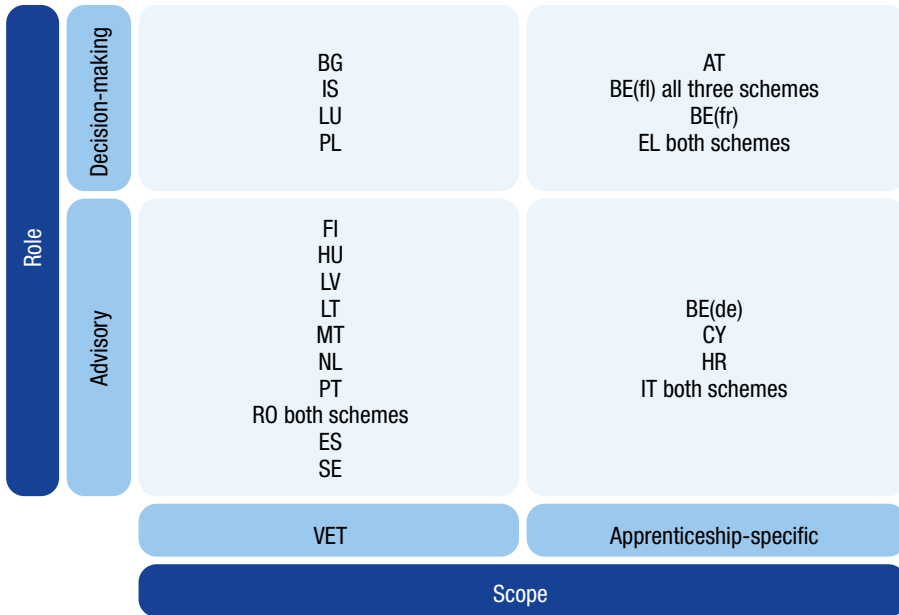 Role
Decision-making
BG
IS
LU
PL
AT
BE(fl) all three schemes
BE(fr)
EL both schemes
Advisory
FI
HU
LV
LT
MT
NL
PT
RO both schemes
ES
SE
BE(de)
CY
HR
IT both schemes
VET
Apprenticeship-specific
Scope